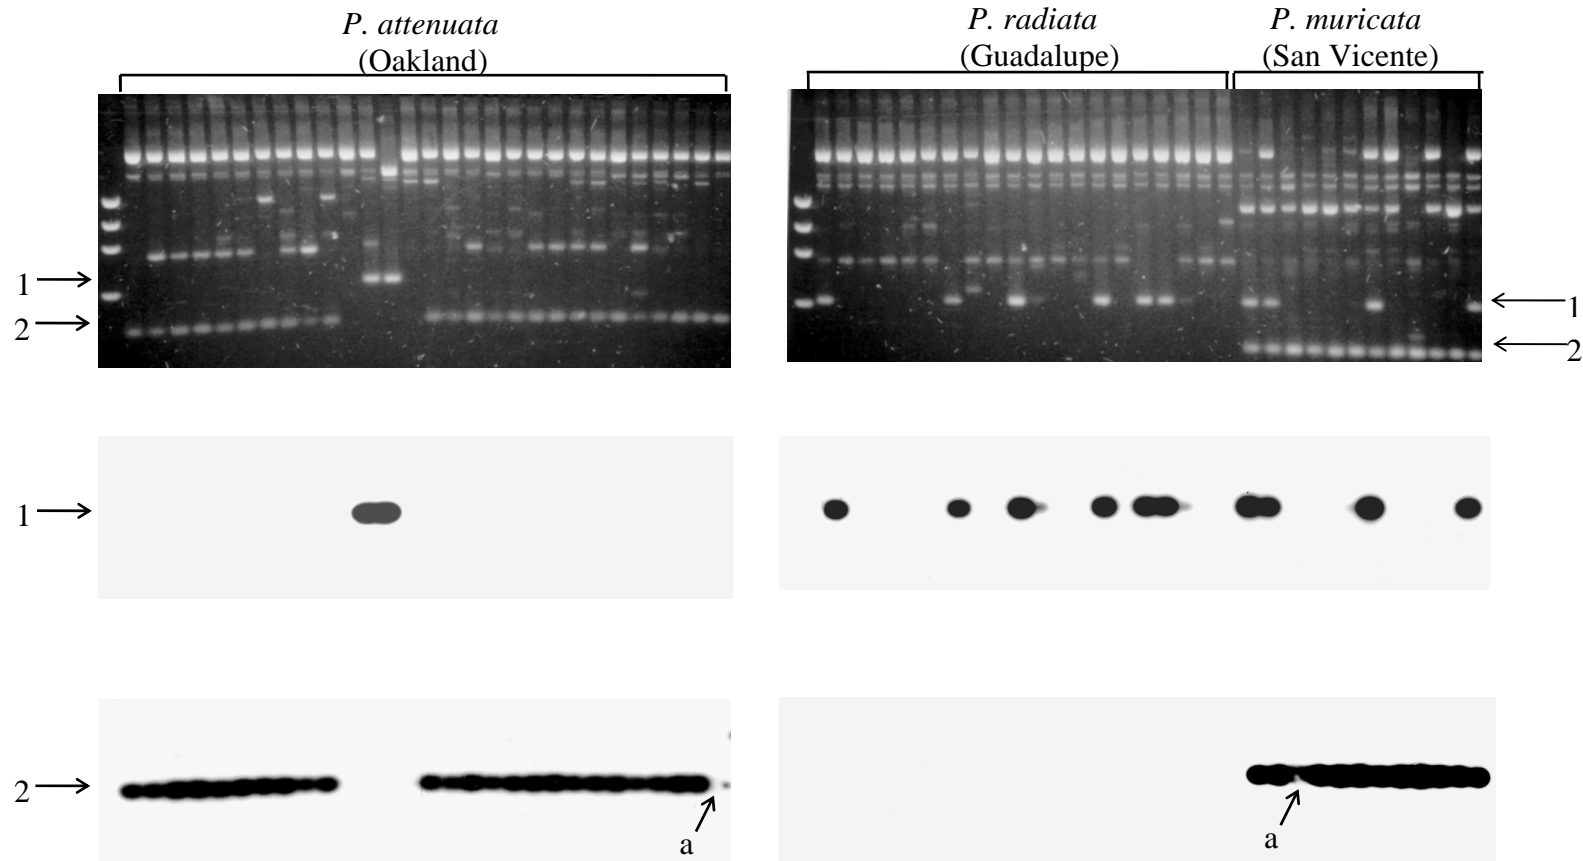 P. attenuata
(Oakland)
P. radiata
(Guadalupe)
P. muricata
(San Vicente)
1
2
1
2
1
2
a
a